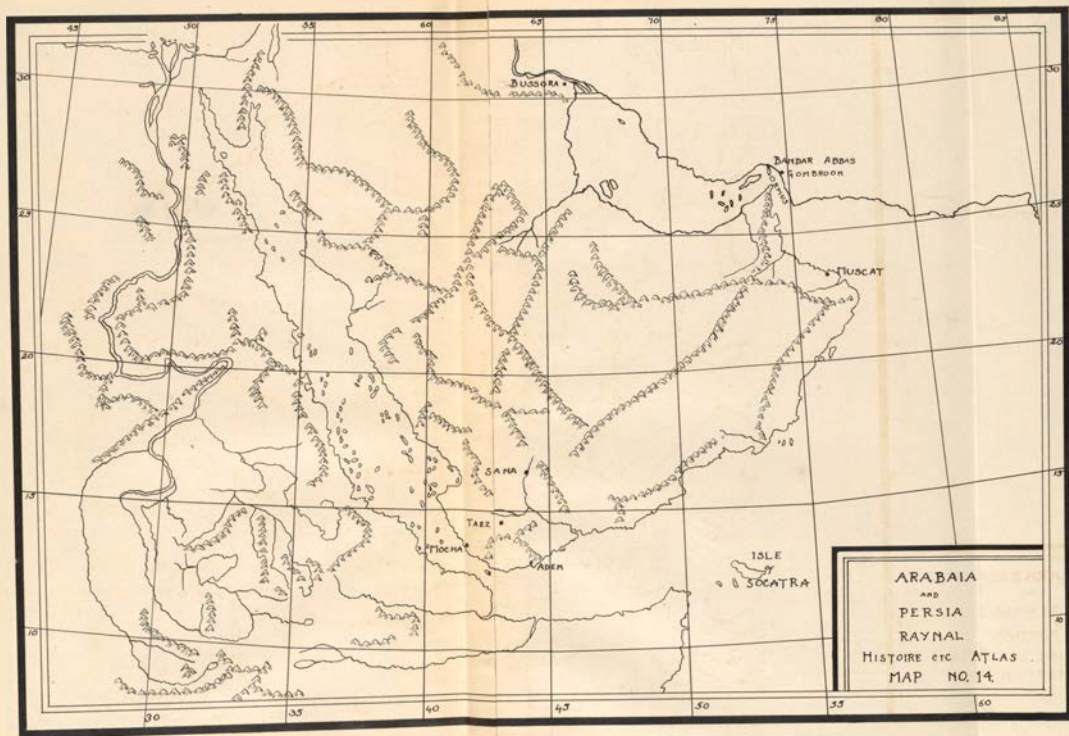 45 50 55 60 65 70 75 80 85
30 30
BUSSORA
BANDAR ABBAS
GOMBROON
ORMUS
25 25
MUSCAT
20 20
SANA
15 15
TAEZ
MOCHA
ADEN
ISLE
OF
SOCATRA
10 10
ARABAIA
AND
PERSIA
RAYNAL
HISTOIRE ETC ATLAS
MAP NO. 14.
30 35 40 45 50 55 60